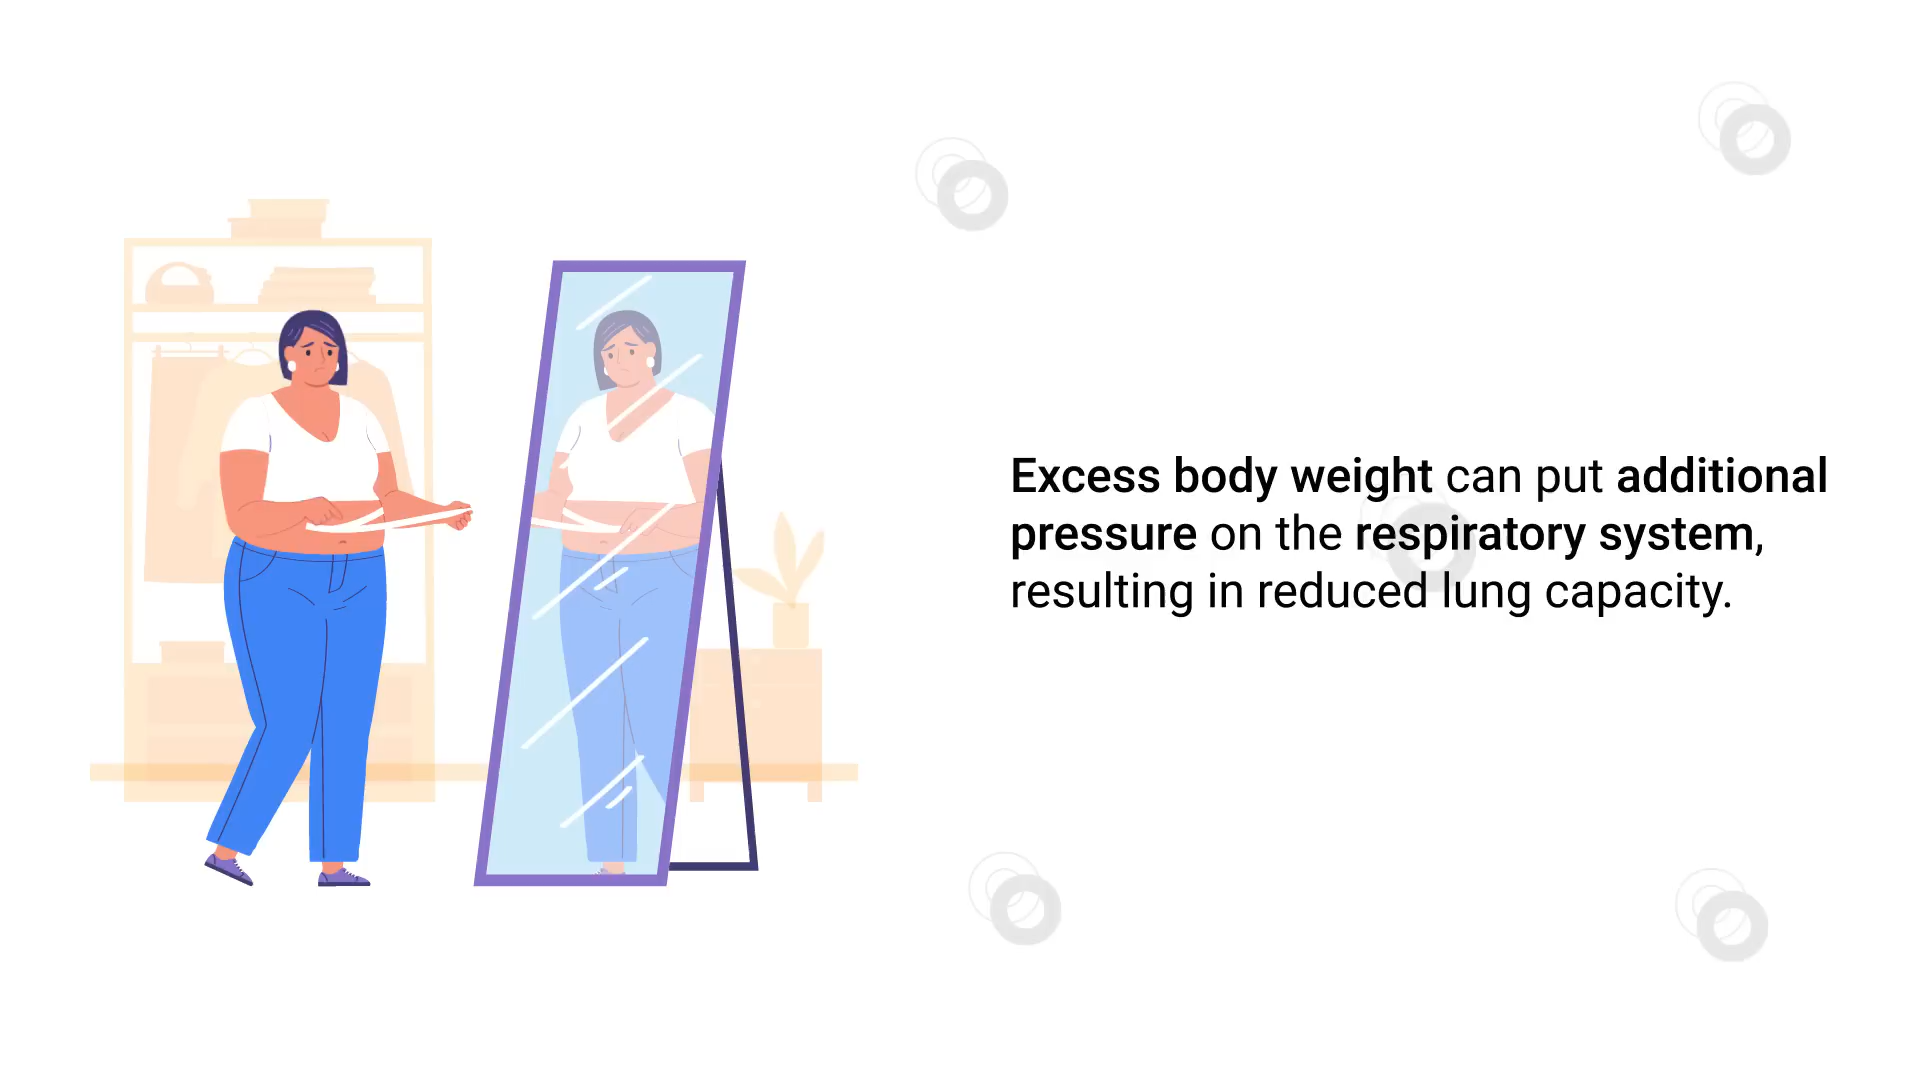 Excess body weight can put additional
pressure on the respiratory system,
resulting in reduced lung capacity.